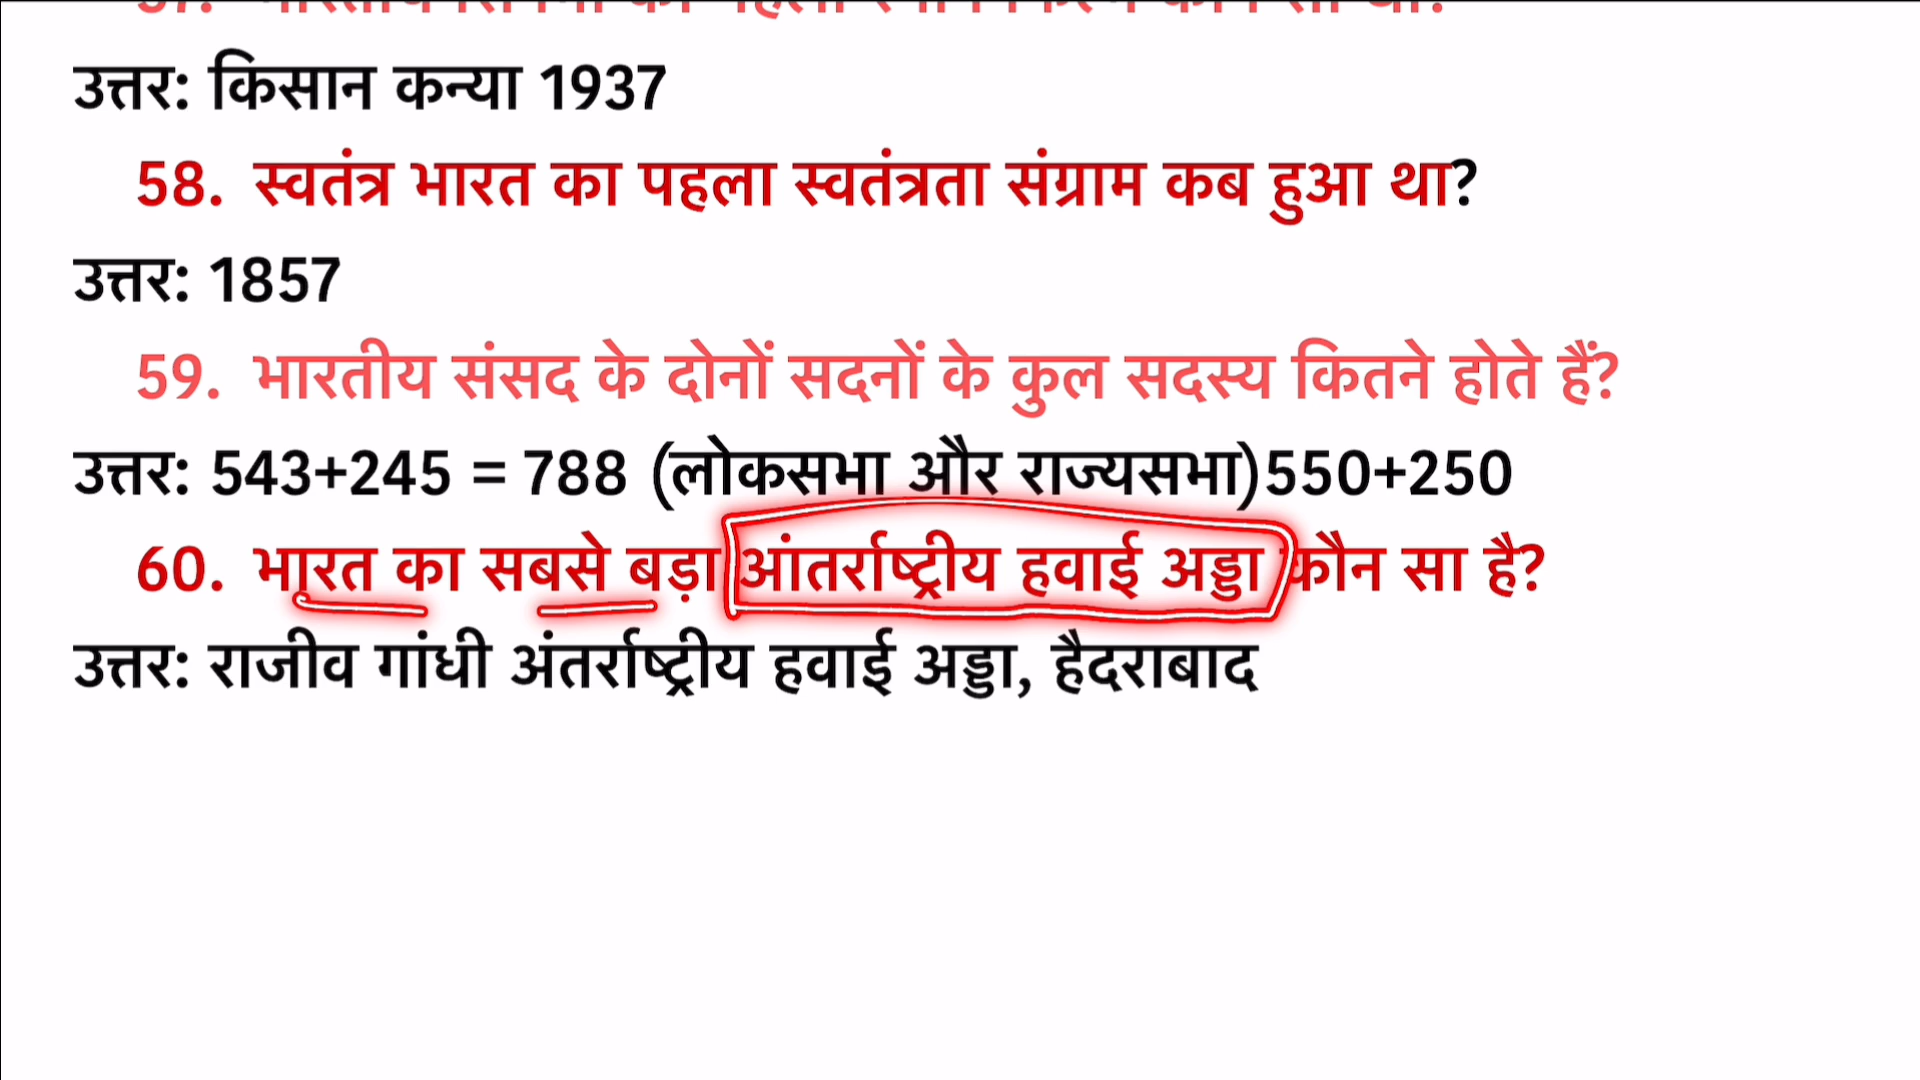 उत्तर: किसान कन्या 1937
58. स्वतंत्र भारत का पहला स्वतंत्रता संग्राम कब हुआ था?
उत्तर: 1857
59. भारतीय संसद के दोनों सदनों के कुल सदस्य कितने होते हैं?
उत्तर: 543+245 = 788 (लोकसभा और राज्यसभा)550+250
60. भारत का सबसे बड़ा आंतर्राष्ट्रीय हवाई अड्डा कौन सा है?
उत्तर: राजीव गांधी अंतर्राष्ट्रीय हवाई अड्डा, हैदराबाद